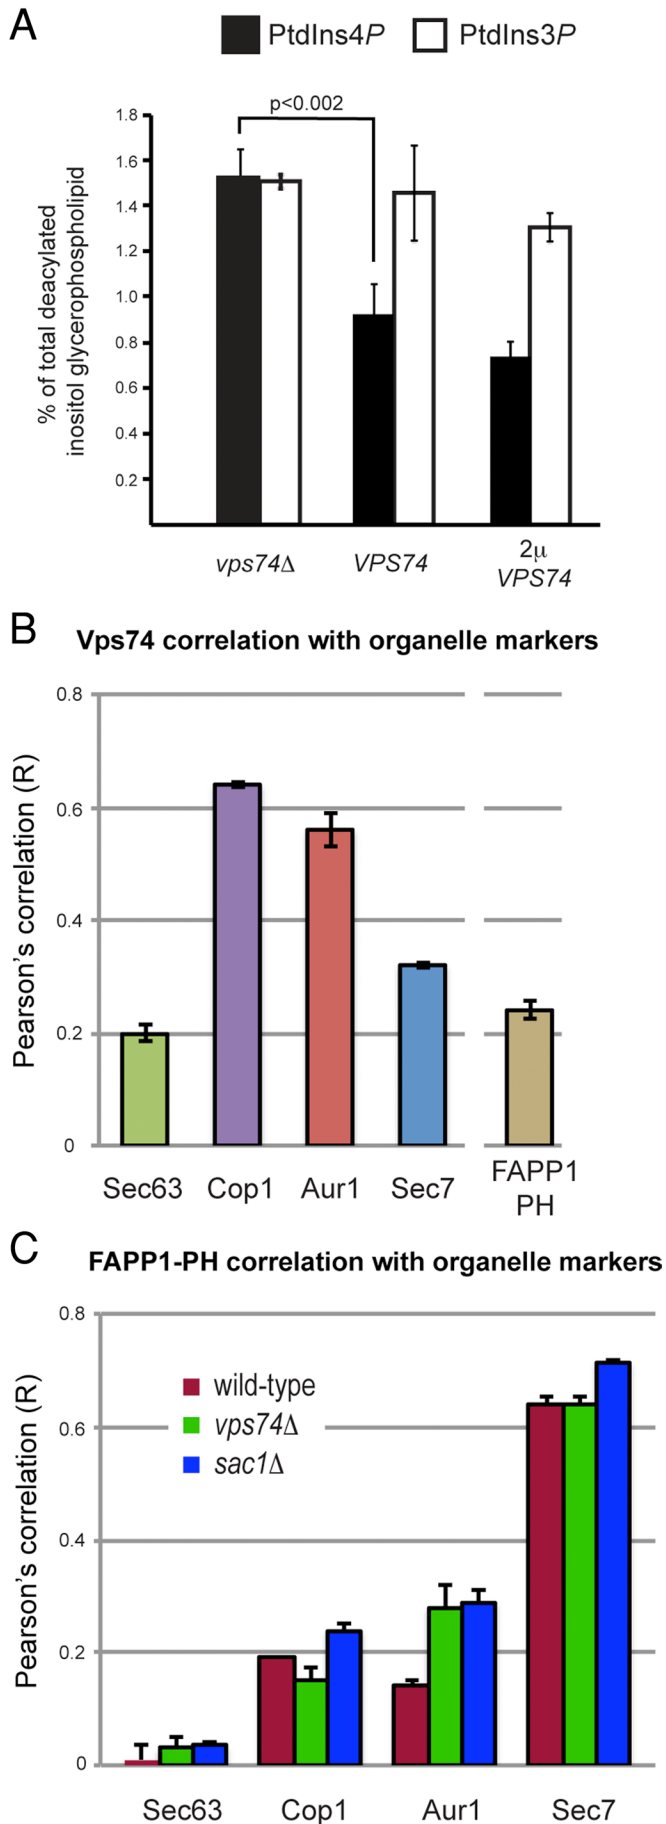 A
PtdIns4P PtdIns3P
p<0.002
1.8
1.6
1.4
1.2
1.0
0.8
0.6
0.4
0.2
% of total deacylated
inositol glycerophospholipid
vps74Δ VPS74 2μ
VPS74
B
Vps74 correlation with organelle markers
0.8
0.6
0.4
0.2
0
Pearson's correlation (R)
Sec63 Cop1 Aur1 Sec7 FAPP1
PH
C
FAPP1-PH correlation with organelle markers
0.8
0.6
0.4
0.2
0
Pearson's correlation (R)
wild-type
vps74Δ
sac1Δ
Sec63 Cop1 Aur1 Sec7